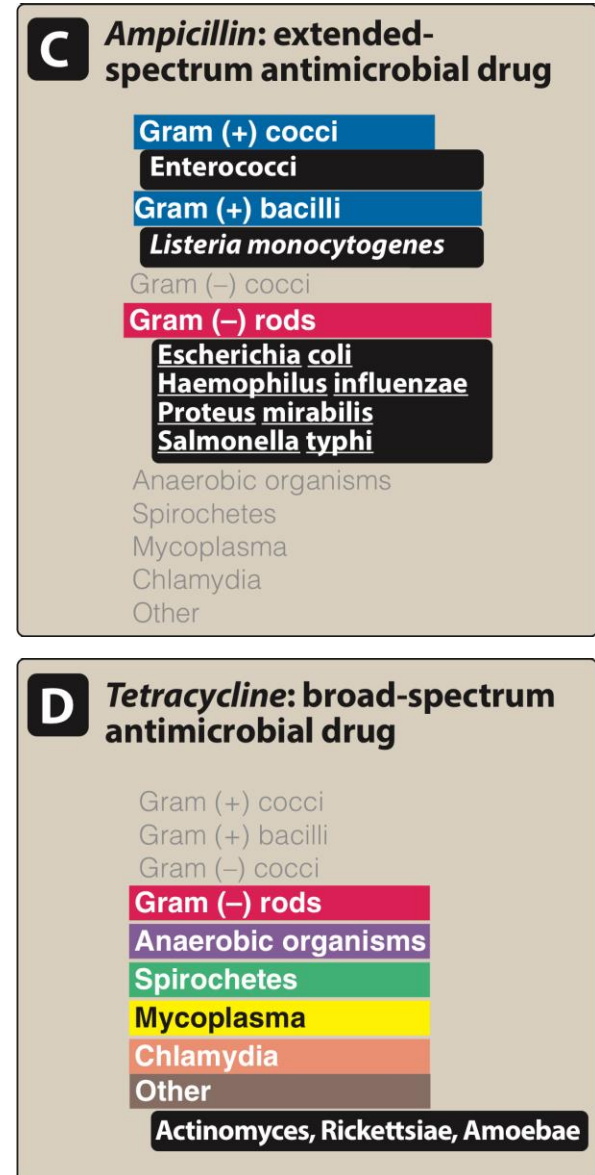 C Ampicillin: extended-
spectrum antimicrobial drug
Gram (+) cocci
Enterococci
Gram (+) bacilli
Listeria monocytogenes
Gram (–) cocci
Gram (–) rods
Escherichia coli
Haemophilus influenzae
Proteus mirabilis
Salmonella typhi
Anaerobic organisms
Spirochetes
Mycoplasma
Chlamydia
Other
D Tetracycline: broad-spectrum
antimicrobial drug
Gram (+) cocci
Gram (+) bacilli
Gram (–) cocci
Gram (–) rods
Anaerobic organisms
Spirochetes
Mycoplasma
Chlamydia
Other
Actinomyces, Rickettsiae, Amoebae